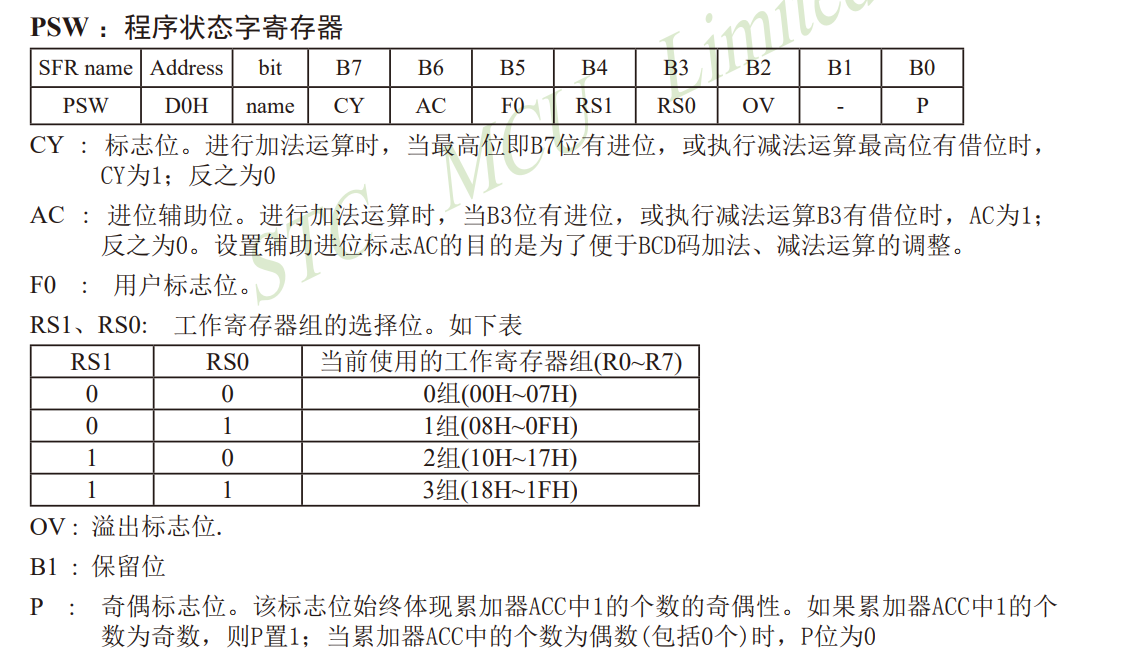 PSW ：程序状态字寄存器
SFR name Address bit B7 B6 B5 B4 B3 B2 B1 B0
PSW D0H name CY AC F0 RS1 RS0 OV - P
CY ： 标志位。进行加法运算时，当最高位即B7位有进位，或执行减法运算最高位有借位时，
CY为1；反之为0
AC ： 进位辅助位。进行加法运算时，当B3位有进位，或执行减法运算B3有借位时，AC为1；
反之为0。设置辅助进位标志AC的目的是为了便于BCD码加法、减法运算的调整。
F0 ： 用户标志位。
RS1、RS0: 工作寄存器组的选择位。如下表
RS1 RS0 当前使用的工作寄存器组(R0~R7)
0 0 0组(00H~07H)
0 1 1组(08H~0FH)
1 0 2组(10H~17H)
1 1 3组(18H~1FH)
OV : 溢出标志位.
B1 : 保留位
P : 奇偶标志位。该标志位始终体现累加器ACC中1的个数的奇偶性。如果累加器ACC中1的个
数为奇数，则P置1；当累加器ACC中的个数为偶数(包括0个)时，P位为0
STC MCU Limited